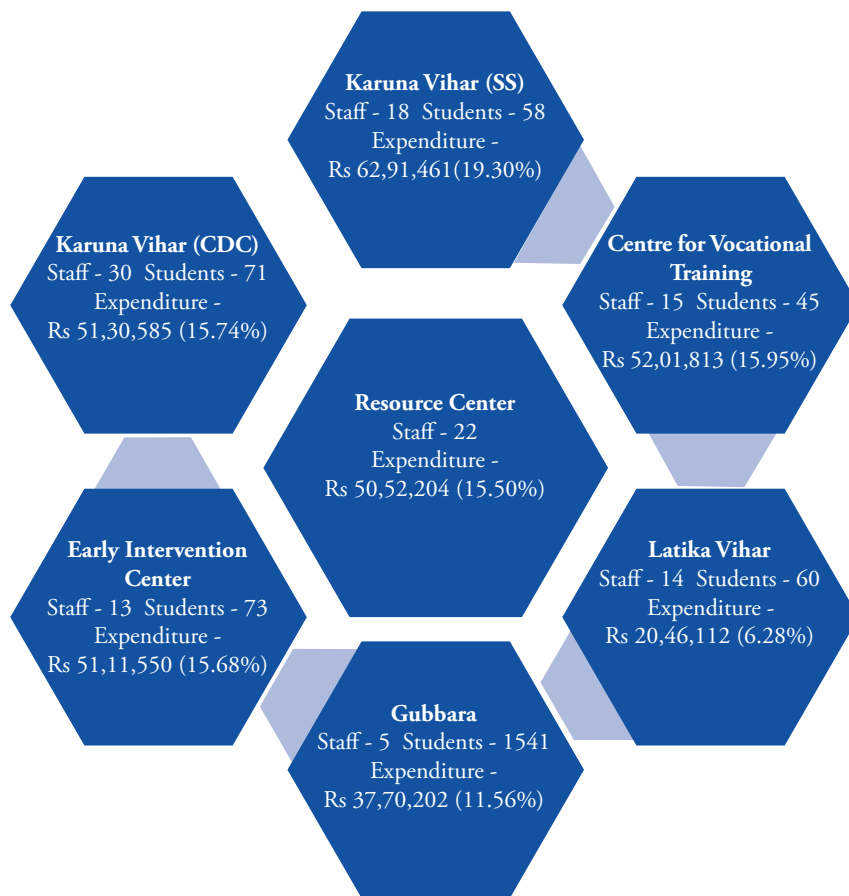 Karuna Vihar (SS)
Staff - 18 Students - 58
Expenditure -
Rs 62,91,461(19.30%)
Karuna Vihar (CDC)
Staff - 30 Students - 71
Expenditure -
Rs 51,30,585 (15.74%)
Centre for Vocational
Training
Staff - 15 Students - 45
Expenditure -
Rs 52,01,813 (15.95%)
Resource Center
Staff - 22
Expenditure -
Rs 50,52,204 (15.50%)
Early Intervention
Center
Staff - 13 Students - 73
Expenditure -
Rs 51,11,550 (15.68%)
Latika Vihar
Staff - 14 Students - 60
Expenditure -
Rs 20,46,112 (6.28%)
Gubbara
Staff - 5 Students - 1541
Expenditure -
Rs 37,70,202 (11.56%)